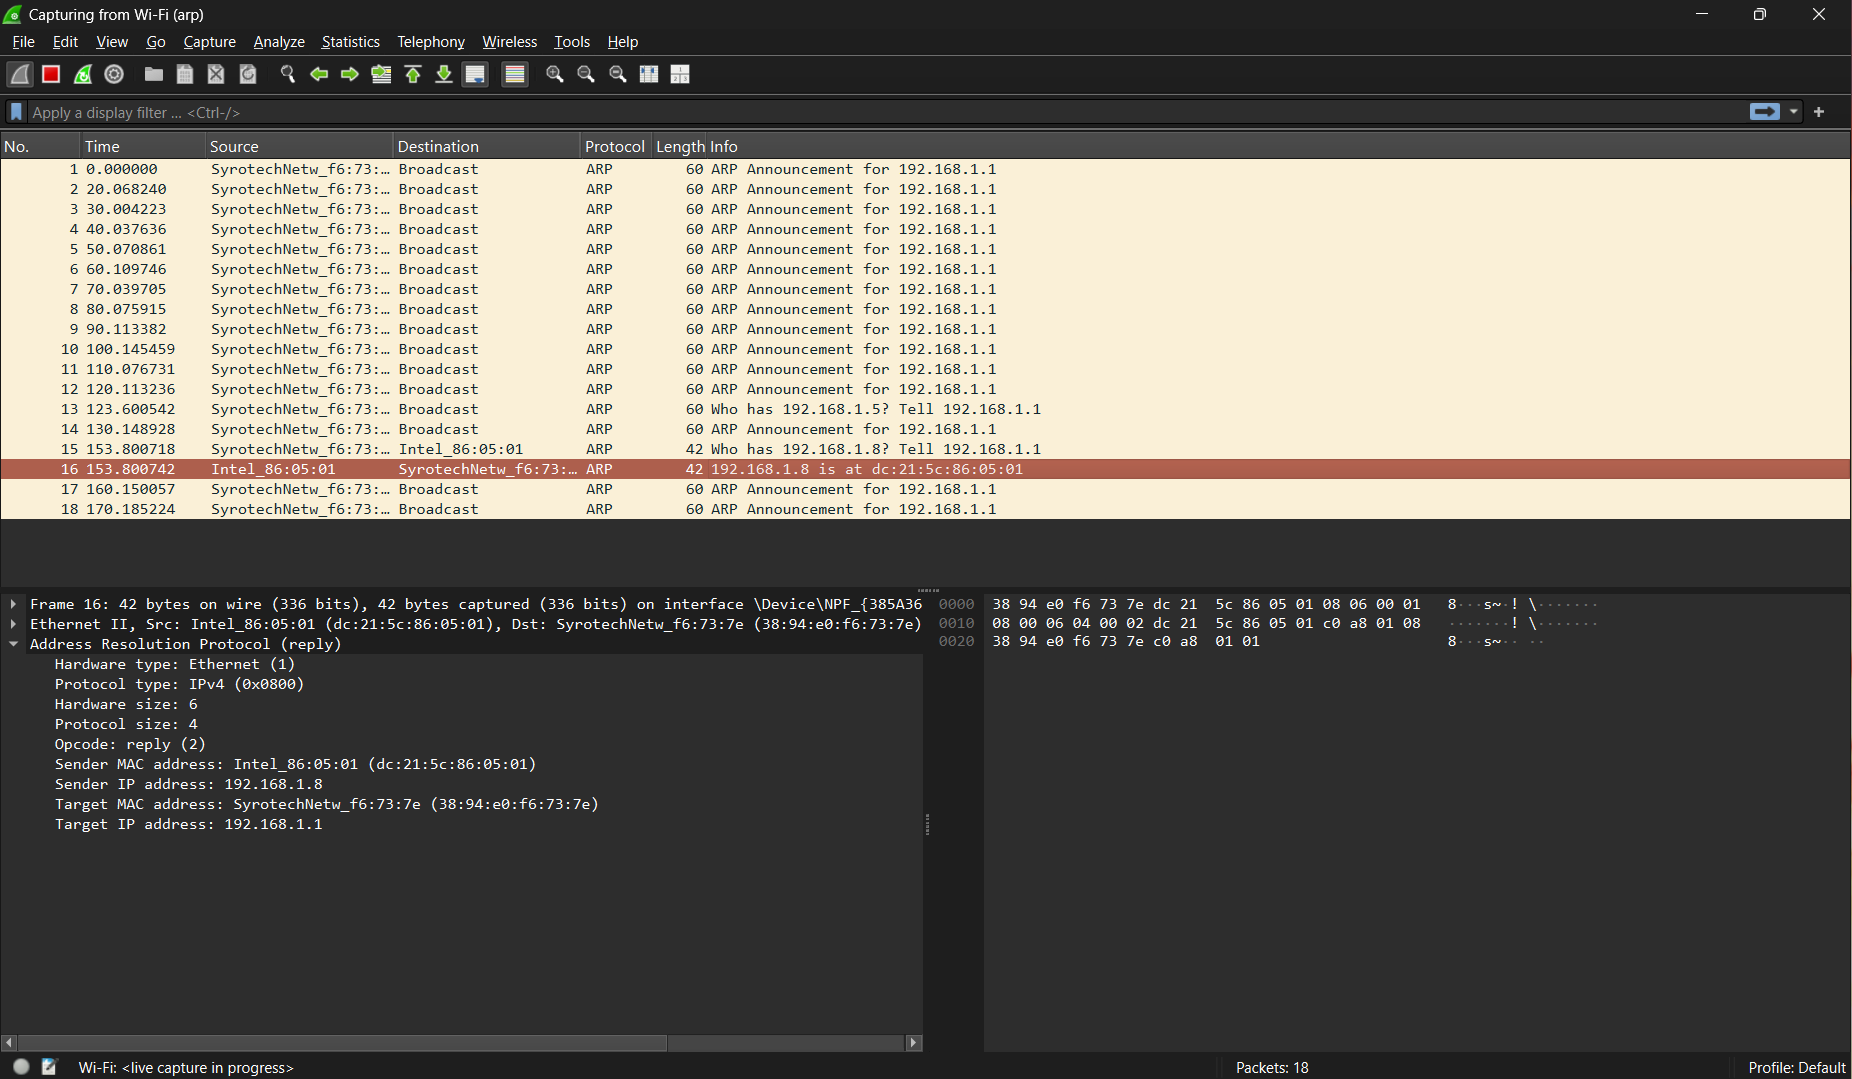 Capturing from Wi-Fi (arp)
File Edit View Go Capture Analyze Statistics Telephony Wireless Tools Help
Apply a display filter ... <Ctrl-/>
No. Time Source Destination Protocol Length Info
1 0.000000 SyrotechNetw_f6:73:… Broadcast ARP 60 ARP Announcement for 192.168.1.1
2 20.068240 SyrotechNetw_f6:73:… Broadcast ARP 60 ARP Announcement for 192.168.1.1
3 30.004223 SyrotechNetw_f6:73:… Broadcast ARP 60 ARP Announcement for 192.168.1.1
4 40.037636 SyrotechNetw_f6:73:… Broadcast ARP 60 ARP Announcement for 192.168.1.1
5 50.070861 SyrotechNetw_f6:73:… Broadcast ARP 60 ARP Announcement for 192.168.1.1
6 60.109746 SyrotechNetw_f6:73:… Broadcast ARP 60 ARP Announcement for 192.168.1.1
7 70.039705 SyrotechNetw_f6:73:… Broadcast ARP 60 ARP Announcement for 192.168.1.1
8 80.075915 SyrotechNetw_f6:73:… Broadcast ARP 60 ARP Announcement for 192.168.1.1
9 90.113382 SyrotechNetw_f6:73:… Broadcast ARP 60 ARP Announcement for 192.168.1.1
10 100.145459 SyrotechNetw_f6:73:… Broadcast ARP 60 ARP Announcement for 192.168.1.1
11 110.076731 SyrotechNetw_f6:73:… Broadcast ARP 60 ARP Announcement for 192.168.1.1
12 120.113236 SyrotechNetw_f6:73:… Broadcast ARP 60 ARP Announcement for 192.168.1.1
13 123.600542 SyrotechNetw_f6:73:… Broadcast ARP 60 Who has 192.168.1.5? Tell 192.168.1.1
14 130.148928 SyrotechNetw_f6:73:… Broadcast ARP 60 ARP Announcement for 192.168.1.1
15 153.800718 SyrotechNetw_f6:73:… Intel_86:05:01 ARP 42 Who has 192.168.1.8? Tell 192.168.1.1
16 153.800742 Intel_86:05:01 SyrotechNetw_f6:73:… ARP 42 192.168.1.8 is at dc:21:5c:86:05:01
17 160.150057 SyrotechNetw_f6:73:… Broadcast ARP 60 ARP Announcement for 192.168.1.1
18 170.185224 SyrotechNetw_f6:73:… Broadcast ARP 60 ARP Announcement for 192.168.1.1
Frame 16: 42 bytes on wire (336 bits), 42 bytes captured (336 bits) on interface \Device\NPF_{385A36
Ethernet II, Src: Intel_86:05:01 (dc:21:5c:86:05:01), Dst: SyrotechNetw_f6:73:7e (38:94:e0:f6:73:7e)
Address Resolution Protocol (reply)
Hardware type: Ethernet (1)
Protocol type: IPv4 (0x0800)
Hardware size: 6
Protocol size: 4
Opcode: reply (2)
Sender MAC address: Intel_86:05:01 (dc:21:5c:86:05:01)
Sender IP address: 192.168.1.8
Target MAC address: SyrotechNetw_f6:73:7e (38:94:e0:f6:73:7e)
Target IP address: 192.168.1.1
0000 38 94 e0 f6 73 7e dc 21 5c 86 05 01 08 06 00 01 8···s~·! \·······
0010 08 00 06 04 00 02 dc 21 5c 86 05 01 c0 a8 01 08 ·······! \·······
0020 38 94 e0 f6 73 7e c0 a8 01 01 8···s~·· ··
Wi-Fi: <live capture in progress>
Packets: 18
Profile: Default